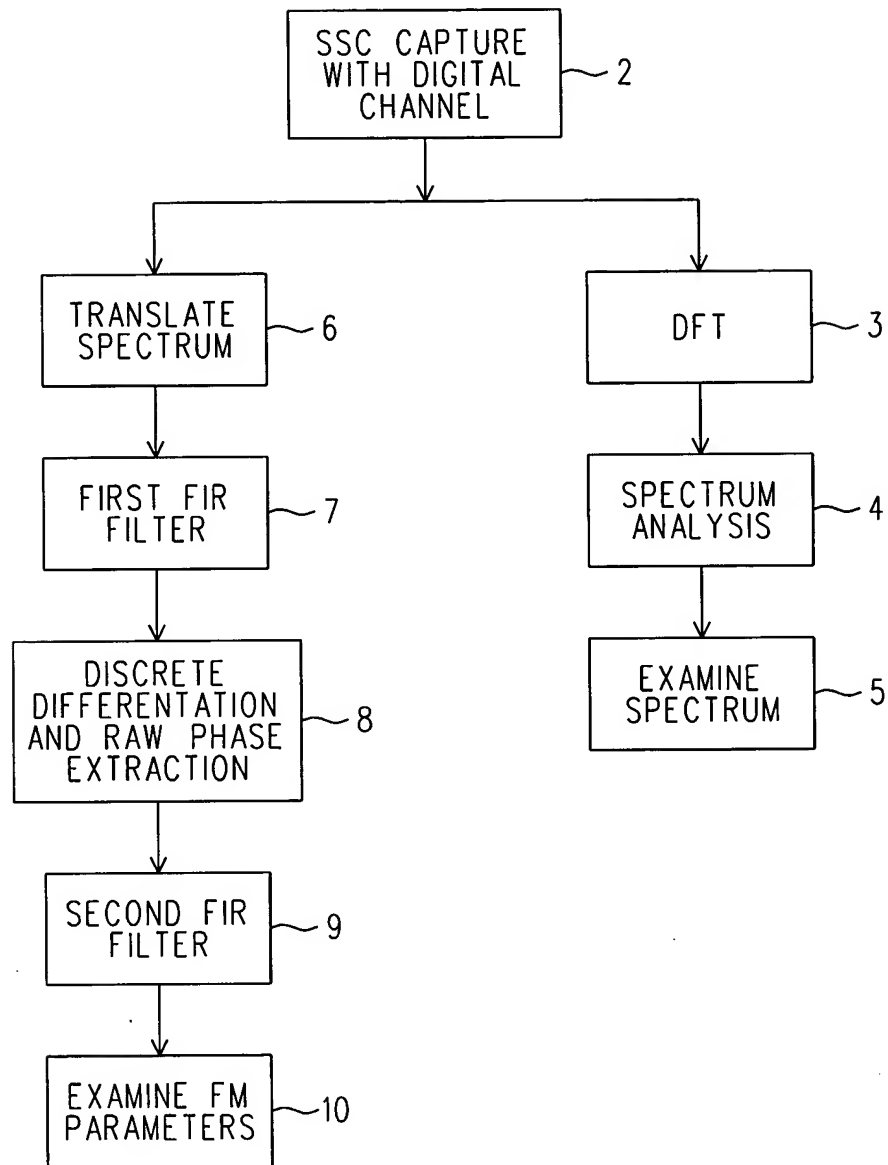 SSC CAPTURE
WITH DIGITAL
CHANNEL
2
TRANSLATE
SPECTRUM
6
DFT
3
FIRST FIR
FILTER
7
SPECTRUM
ANALYSIS
4
DISCRETE
DIFFERENTATION
AND RAW PHASE
EXTRACTION
8
EXAMINE
SPECTRUM
5
SECOND FIR
FILTER
9
EXAMINE FM
PARAMETERS
10